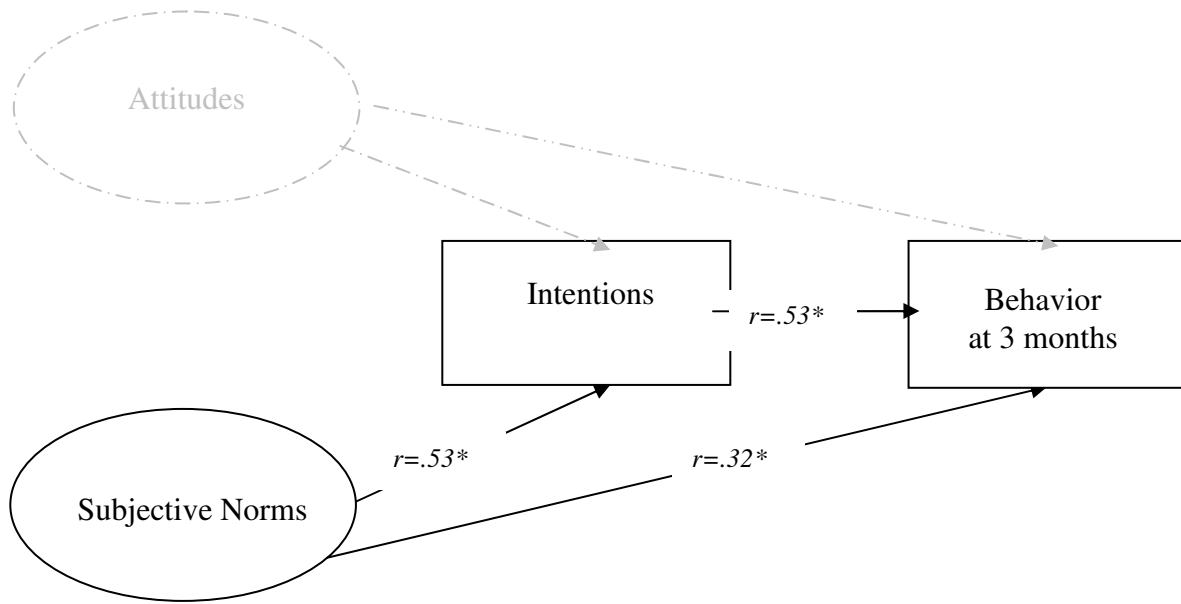 Attitudes
Intentions
r=.53*
Behavior
at 3 months
r=.53*
r=.32*
Subjective Norms